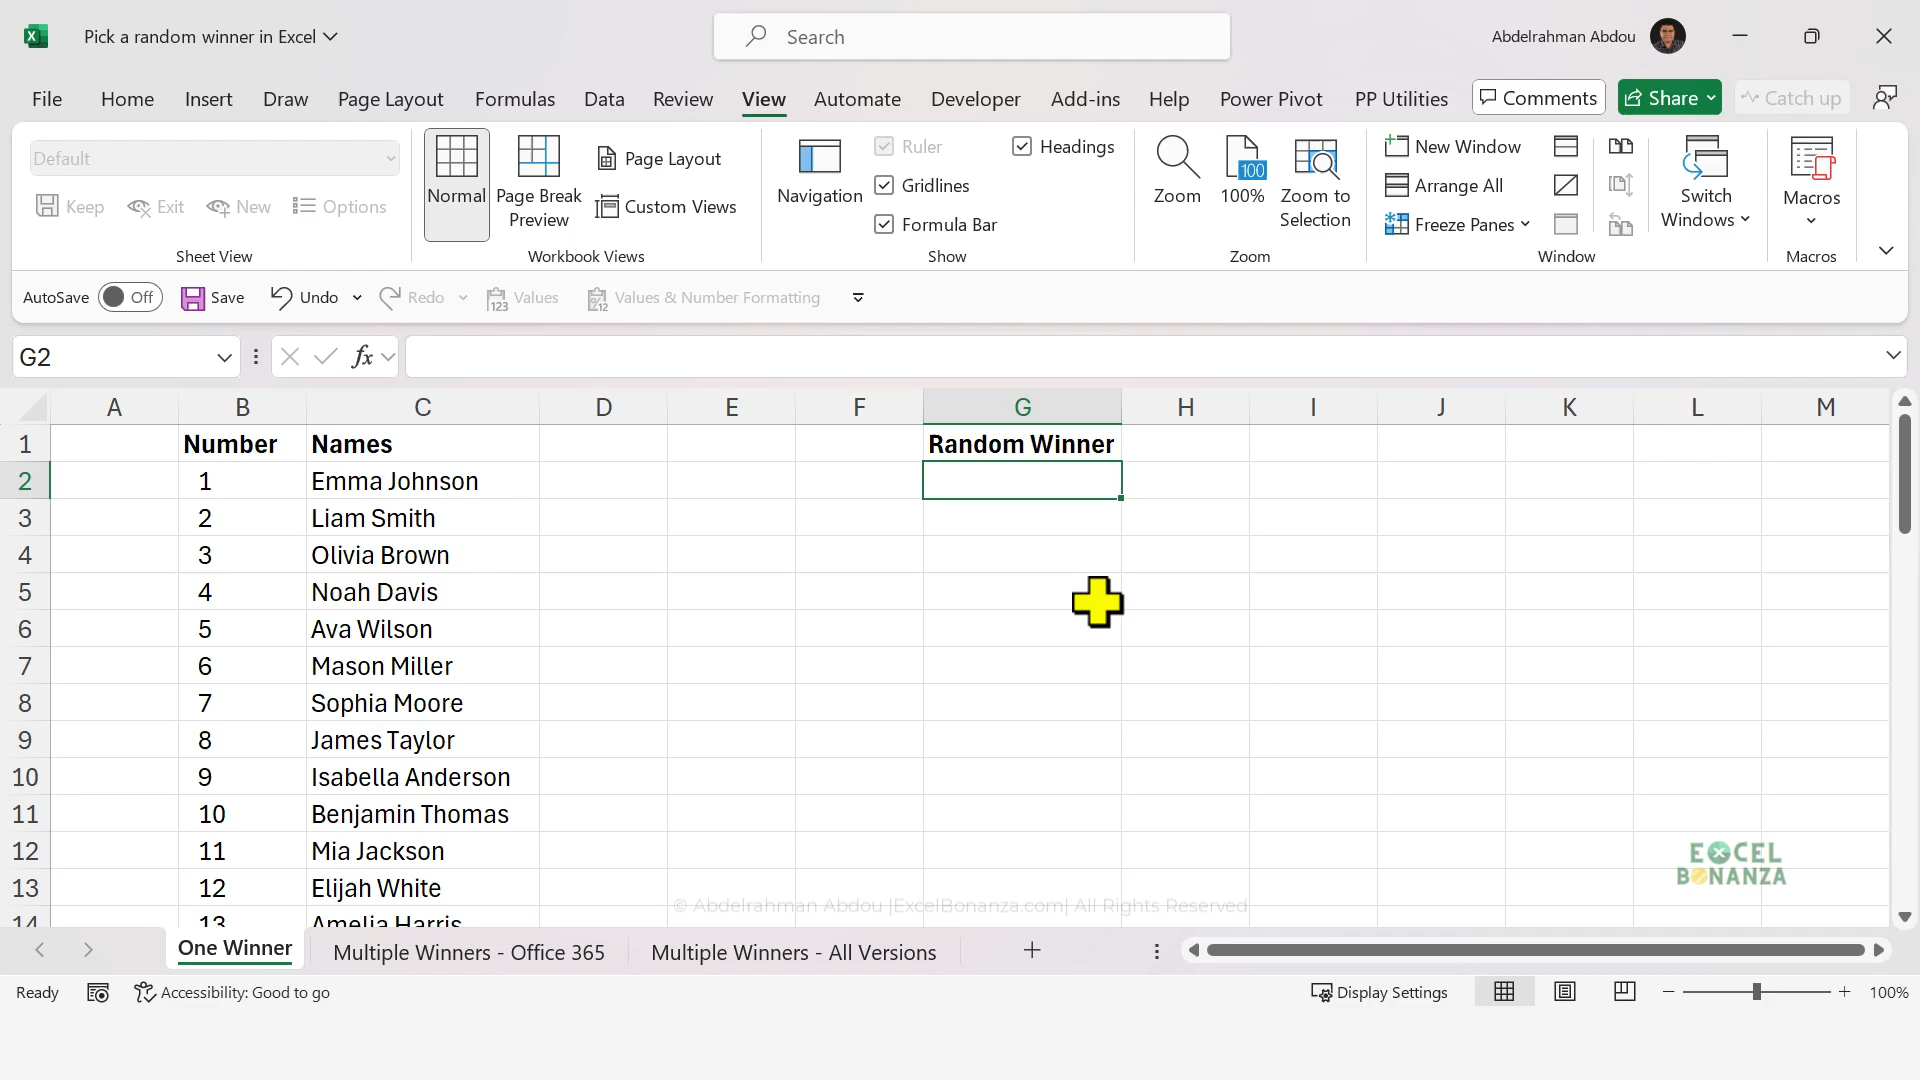 Pick a random winner in Excel
Search
Abdelrahman Abdou
File Home Insert Draw Page Layout Formulas Data Review View Automate Developer Add-ins Help Power Pivot PP Utilities Comments Share Catch up
Default
Keep Exit New Options
Sheet View
Normal
Page Break Preview
Page Layout
Custom Views
Workbook Views
Navigation
Ruler
Gridlines
Formula Bar
Headings
Show
Zoom
100
100%
Zoom to Selection
Zoom
New Window
Arrange All
Freeze Panes
Switch Windows
Window
Macros
Macros
AutoSave Off Save Undo Redo 123 Values 12 Values & Number Formatting
G2 fx
A B C D E F G H I J K L M
1 Number Names Random Winner
2 1 Emma Johnson
3 2 Liam Smith
4 3 Olivia Brown
5 4 Noah Davis
6 5 Ava Wilson
7 6 Mason Miller
8 7 Sophia Moore
9 8 James Taylor
10 9 Isabella Anderson
11 10 Benjamin Thomas
12 11 Mia Jackson
13 12 Elijah White
14 13 Amelia Harris
EXCEL
BONANZA
© Abdelrahman Abdou |ExcelBonanza.com| All Rights Reserved
One Winner Multiple Winners - Office 365 Multiple Winners - All Versions
Ready Accessibility: Good to go Display Settings 100%